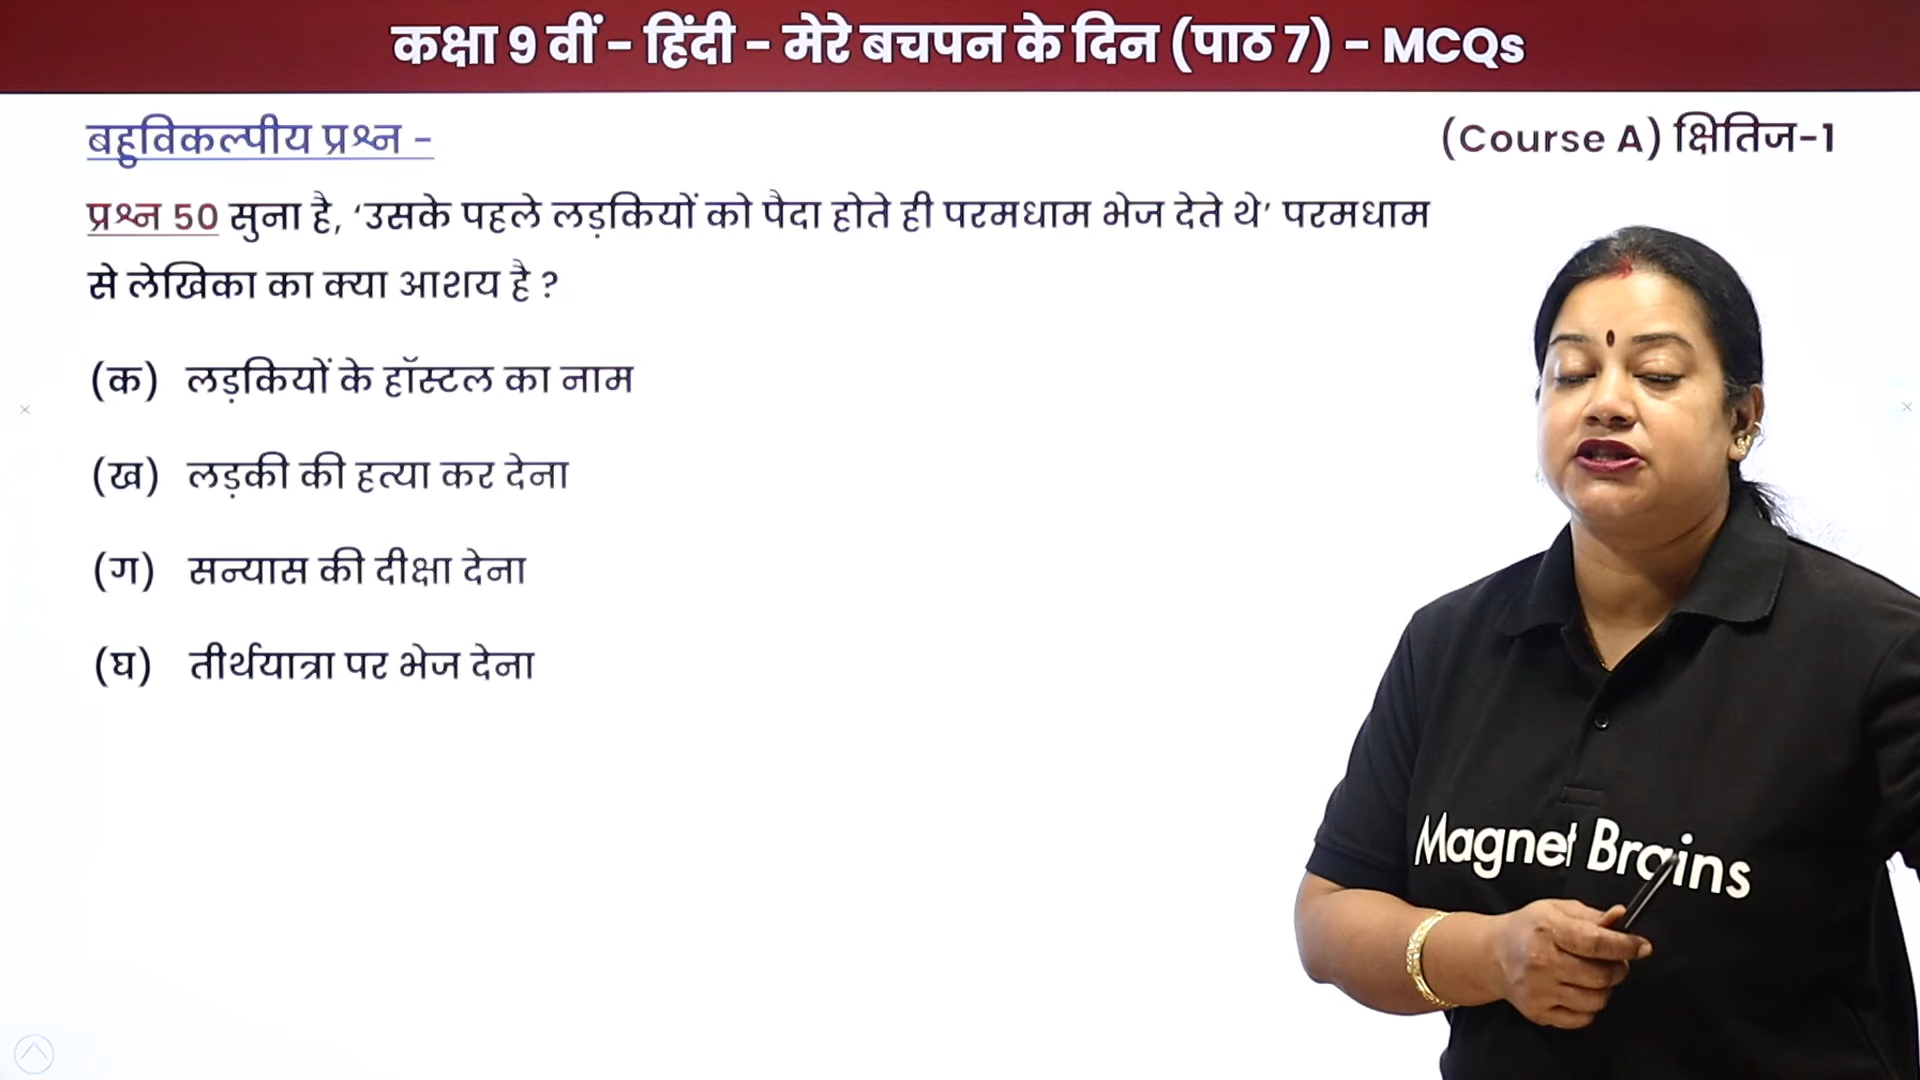 कक्षा 9 वीं - हिंदी - मेरे बचपन के दिन (पाठ 7) - MCQs
बहुविकल्पीय प्रश्न -
(Course A) क्षितिज-1
प्रश्न 50 सुना है, ‘उसके पहले लड़कियों को पैदा होते ही परमधाम भेज देते थे’ परमधाम
से लेखिका का क्या आशय है ?
(क) लड़कियों के हॉस्टल का नाम
(ख) लड़की की हत्या कर देना
(ग) सन्यास की दीक्षा देना
(घ) तीर्थयात्रा पर भेज देना
Magnet Brains